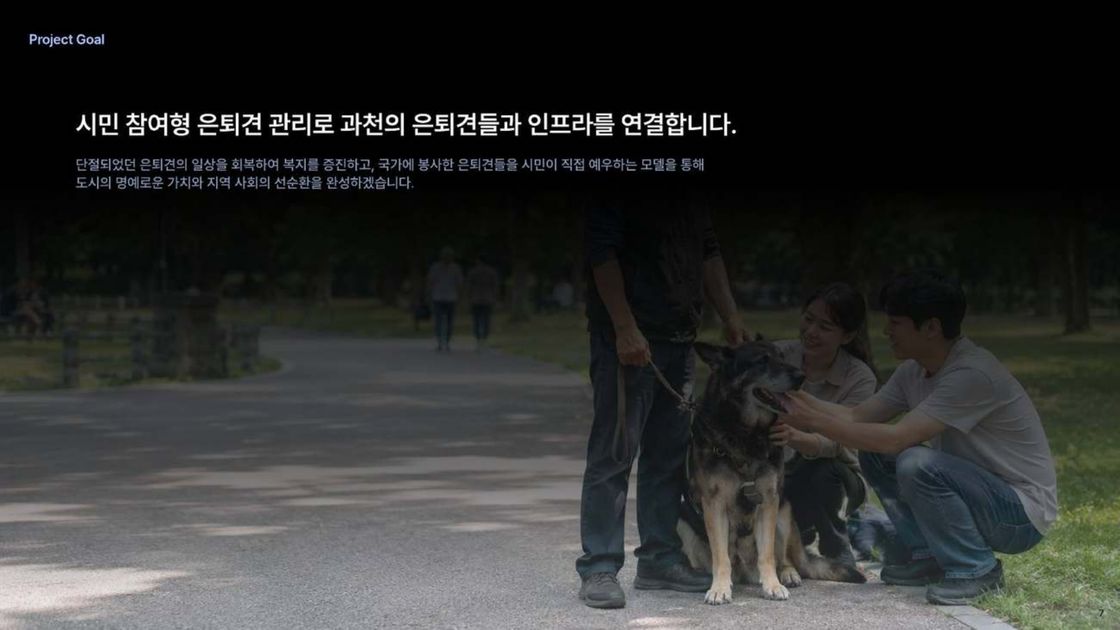 Project Goal
시민 참여형 은퇴견 관리로 과천의 은퇴견들과 인프라를 연결합니다.
단절되었던 은퇴견의 일상을 회복하여 복지를 증진하고, 국가에 봉사한 은퇴견들을 시민이 직접 예우하는 모델을 통해
도시의 명예로운 가치와 지역 사회의 선순환을 완성하겠습니다.
7